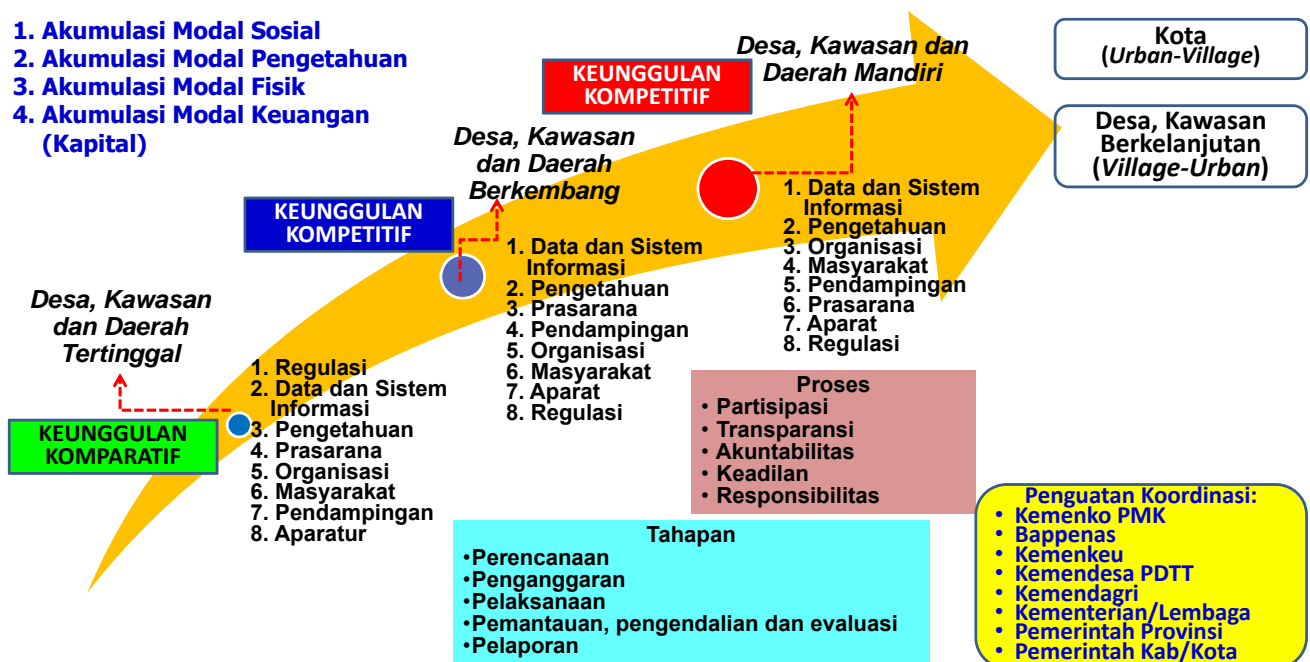 1. Akumulasi Modal Sosial
2. Akumulasi Modal Pengetahuan
3. Akumulasi Modal Fisik
4. Akumulasi Modal Keuangan
(Kapital)
Desa, Kawasan
dan Daerah
Tertinggal
KEUNGGULAN
KOMPARATIF
1. Regulasi
2. Data dan Sistem
Informasi
3. Pengetahuan
4. Prasarana
5. Organisasi
6. Masyarakat
7. Pendampingan
8. Aparatur
KEUNGGULAN
KOMPETITIF
Desa, Kawasan
dan Daerah
Berkembang
1. Data dan Sistem
Informasi
2. Pengetahuan
3. Prasarana
4. Pendampingan
5. Organisasi
6. Masyarakat
7. Aparat
8. Regulasi
KEUNGGULAN
KOMPETITIF
Desa, Kawasan dan
Daerah Mandiri
1. Data dan Sistem
Informasi
2. Pengetahuan
3. Organisasi
4. Masyarakat
5. Pendampingan
6. Prasarana
7. Aparat
8. Regulasi
Kota
(Urban-Village)
Desa, Kawasan
Berkelanjutan
(Village-Urban)
Proses
• Partisipasi
• Transparansi
• Akuntabilitas
• Keadilan
• Responsibilitas
Tahapan
•Perencanaan
•Penganggaran
•Pelaksanaan
•Pemantauan, pengendalian dan evaluasi
•Pelaporan
Penguatan Koordinasi:
• Kemenko PMK
• Bappenas
• Kemenkeu
• Kemendesa PDTT
• Kemendagri
• Kementerian/Lembaga
• Pemerintah Provinsi
• Pemerintah Kab/Kota